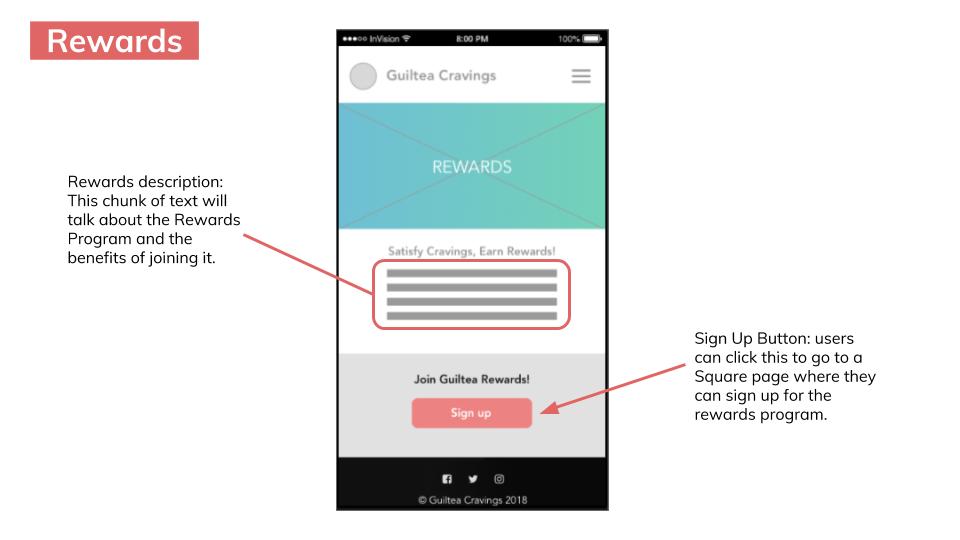 Rewards
InVision
8:00 PM
100%
Guiltea Cravings
REWARDS
Rewards description:
This chunk of text will
talk about the Rewards
Program and the
benefits of joining it.
Satisfy Cravings, Earn Rewards!
Sign Up Button: users
can click this to go to a
Square page where they
can sign up for the
rewards program.
Join Guiltea Rewards!
Sign up
© Guiltea Cravings 2018